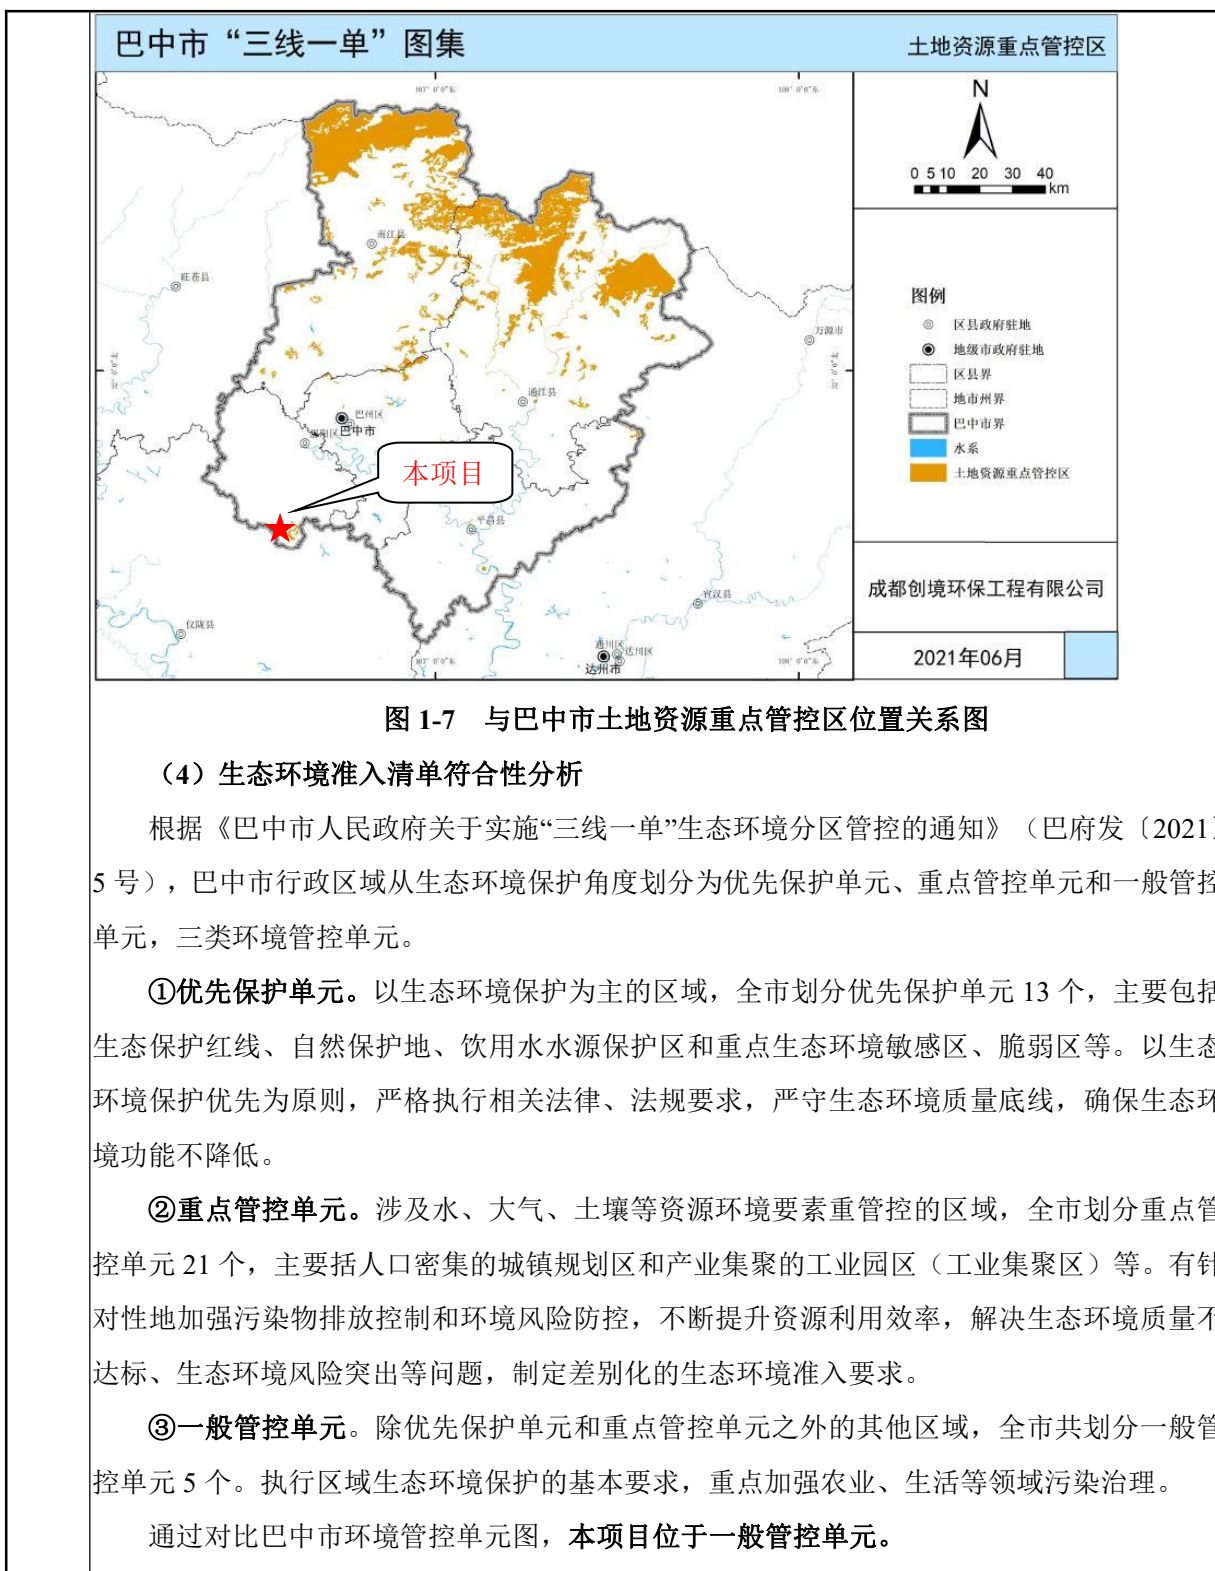 巴中市“三线一单”图集
土地资源重点管控区
107° 0′0″东
108° 0′0″东
N
0 5 10 20 30 40
km
南江县
旺苍县
万源市
图例
区县政府驻地
地级市政府驻地
区县界
地市州界
巴中市界
水系
土地资源重点管控区
32° 0′0″北
32° 0′0″北
通江县
巴州区
恩阳区
巴中市
本项目
平昌县
宣汉县
仪陇县
通川区
达川区
达州市
107° 0′0″东
108° 0′0″东
成都创境环保工程有限公司
2021年06月
图 1-7 与巴中市土地资源重点管控区位置关系图
（4）生态环境准入清单符合性分析
根据《巴中市人民政府关于实施“三线一单”生态环境分区管控的通知》（巴府发〔2021〕
5 号），巴中市行政区域从生态环境保护角度划分为优先保护单元、重点管控单元和一般管控
单元，三类环境管控单元。
①优先保护单元。以生态环境保护为主的区域，全市划分优先保护单元 13 个，主要包括
生态保护红线、自然保护地、饮用水水源保护区和重点生态环境敏感区、脆弱区等。以生态
环境保护优先为原则，严格执行相关法律、法规要求，严守生态环境质量底线，确保生态环
境功能不降低。
②重点管控单元。涉及水、大气、土壤等资源环境要素重管控的区域，全市划分重点管
控单元 21 个，主要括人口密集的城镇规划区和产业集聚的工业园区（工业集聚区）等。有针
对性地加强污染物排放控制和环境风险防控，不断提升资源利用效率，解决生态环境质量不
达标、生态环境风险突出等问题，制定差别化的生态环境准入要求。
③一般管控单元。除优先保护单元和重点管控单元之外的其他区域，全市共划分一般管
控单元 5 个。执行区域生态环境保护的基本要求，重点加强农业、生活等领域污染治理。
通过对比巴中市环境管控单元图，本项目位于一般管控单元。